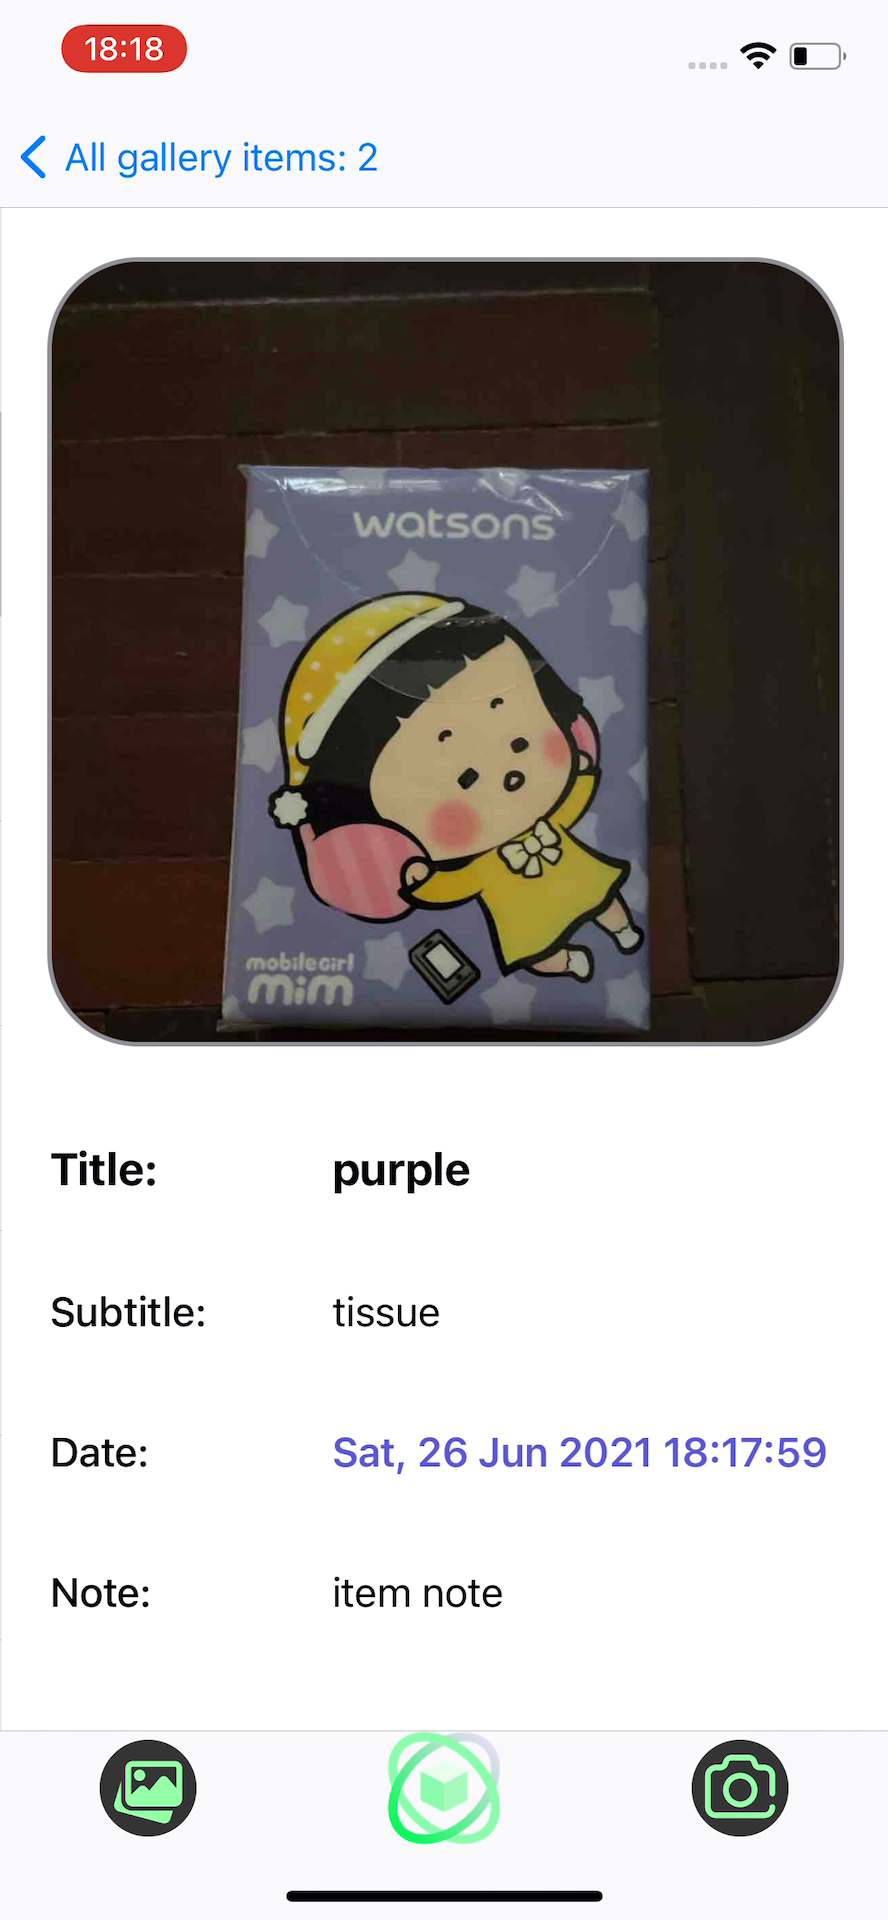 18:18
All gallery items: 2
watsons
mobilegirl
mim
Title: purple
Subtitle: tissue
Date: Sat, 26 Jun 2021 18:17:59
Note: item note